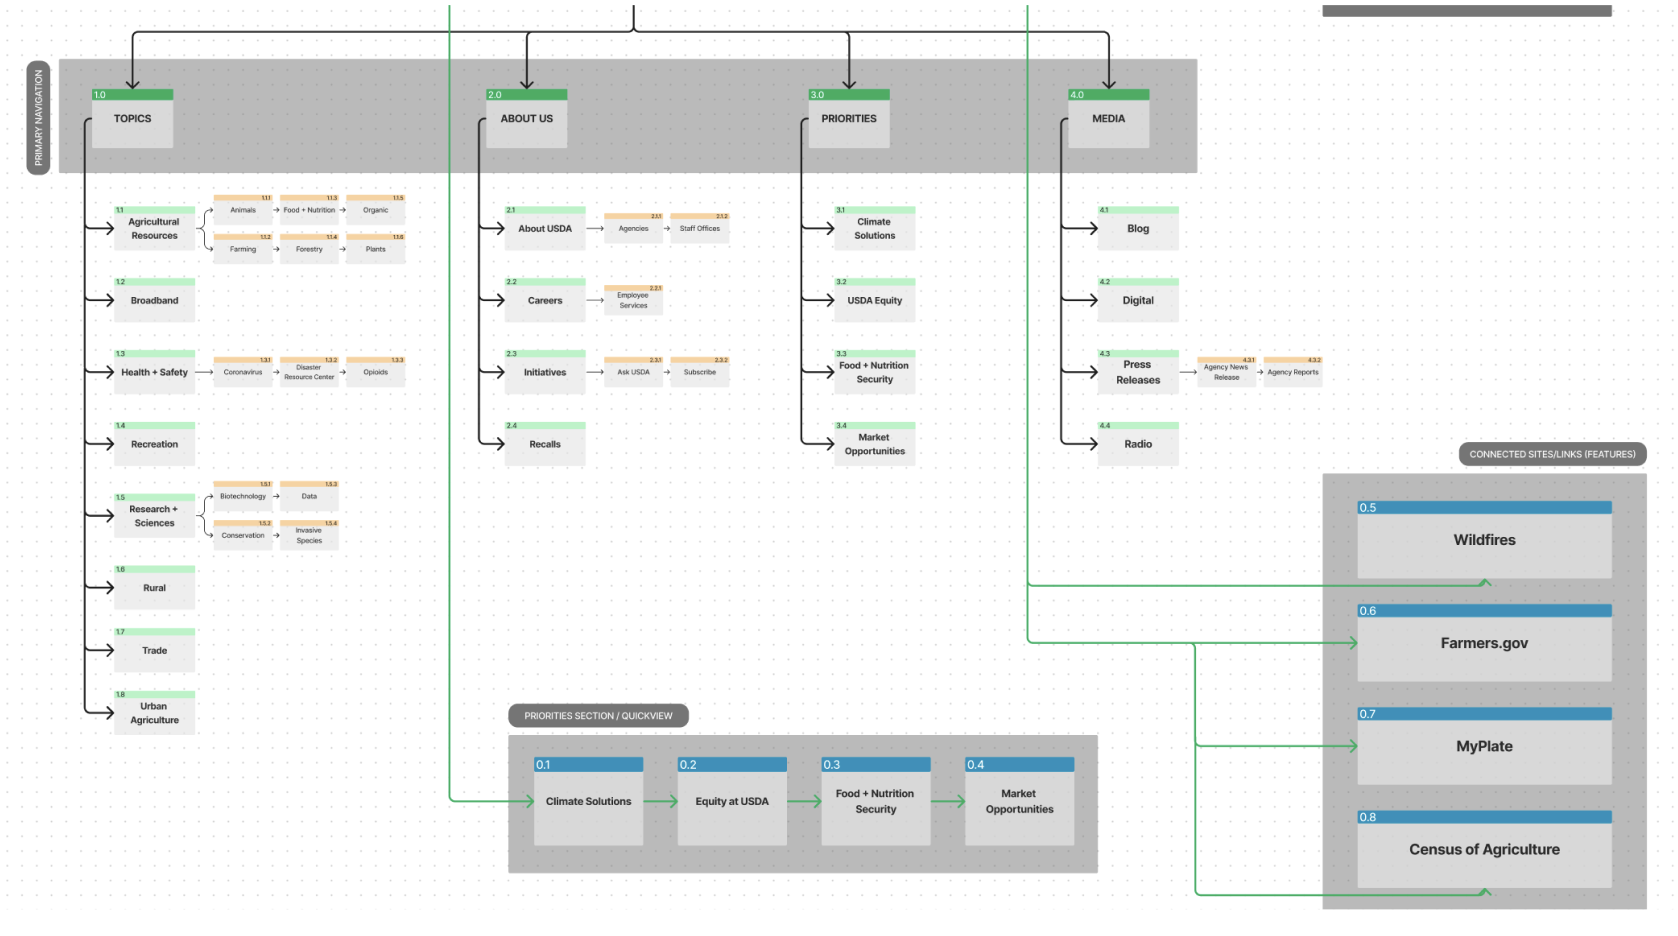 PRIMARY NAVIGATION
1.0
TOPICS
2.0
ABOUT US
3.0
PRIORITIES
4.0
MEDIA
1.1
Agricultural
Resources
1.1.1
Animals
1.1.3
Food + Nutrition
1.1.5
Organic
1.1.2
Farming
1.1.4
Forestry
1.1.6
Plants
1.2
Broadband
1.3
Health + Safety
1.3.1
Coronavirus
1.3.2
Disaster
Resource Center
1.3.3
Opioids
1.4
Recreation
1.5
Research +
Sciences
1.5.1
Biotechnology
1.5.3
Data
1.5.2
Conservation
1.5.4
Invasive
Species
1.6
Rural
1.7
Trade
1.8
Urban
Agriculture
2.1
About USDA
2.1.1
Agencies
2.1.2
Staff Offices
2.2
Careers
2.2.1
Employee
Services
2.3
Initiatives
2.3.1
Ask USDA
2.3.2
Subscribe
2.4
Recalls
3.1
Climate
Solutions
3.2
USDA Equity
3.3
Food + Nutrition
Security
3.4
Market
Opportunities
4.1
Blog
4.2
Digital
4.3
Press
Releases
4.3.1
Agency News
Release
4.3.2
Agency Reports
4.4
Radio
CONNECTED SITES/LINKS (FEATURES)
0.5
Wildfires
0.6
Farmers.gov
0.7
MyPlate
0.8
Census of Agriculture
PRIORITIES SECTION / QUICKVIEW
0.1
Climate Solutions
0.2
Equity at USDA
0.3
Food + Nutrition
Security
0.4
Market
Opportunities